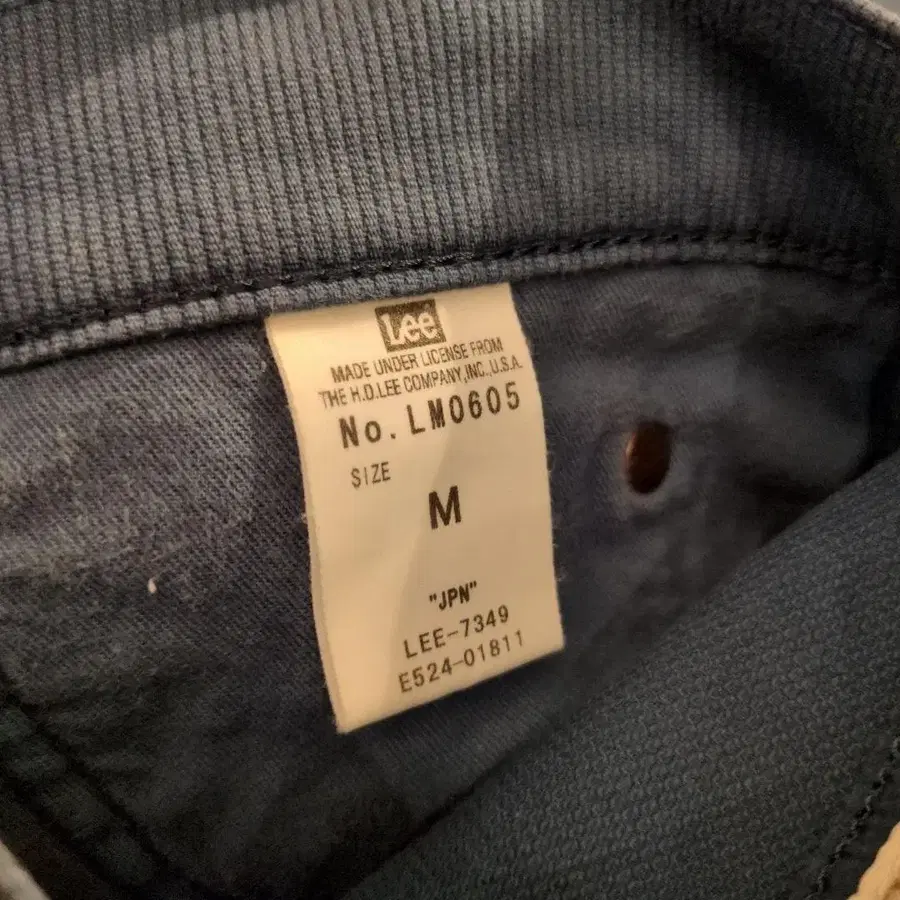 Lee
MADE UNDER LICENSE FROM
THE H.D.LEE COMPANY,INC.,U.S.A.
No. LM0605
SIZE
M
"JPN"
LEE-7349
E524-01811